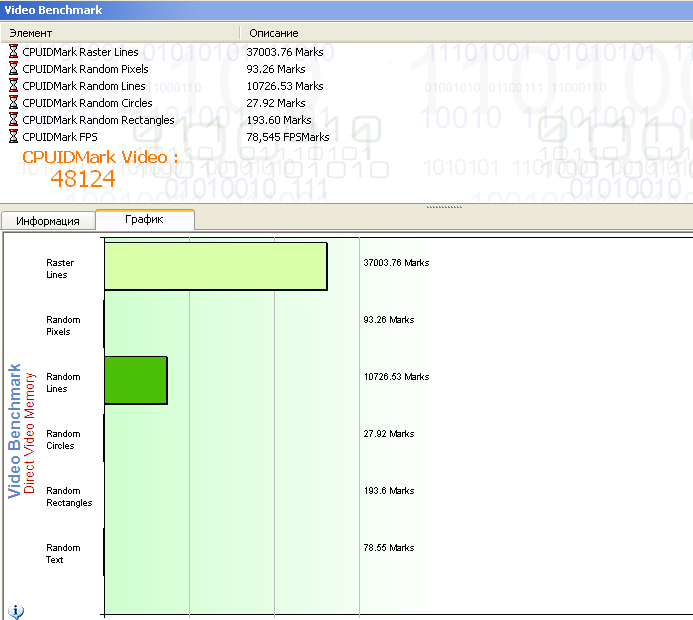 Video Benchmark
Элемент Описание
CPUIDMark Raster Lines 37003.76 Marks
CPUIDMark Random Pixels 93.26 Marks
CPUIDMark Random Lines 10726.53 Marks
CPUIDMark Random Circles 27.92 Marks
CPUIDMark Random Rectangles 193.60 Marks
CPUIDMark FPS 78,545 FPSMarks
CPUIDMark Video :
48124
Информация График
Raster
Lines
37003.76 Marks
Random
Pixels
93.26 Marks
Random
Lines
10726.53 Marks
Random
Circles
27.92 Marks
Random
Rectangles
193.6 Marks
Random
Text
78.55 Marks
Video Benchmark
Direct Video Memory